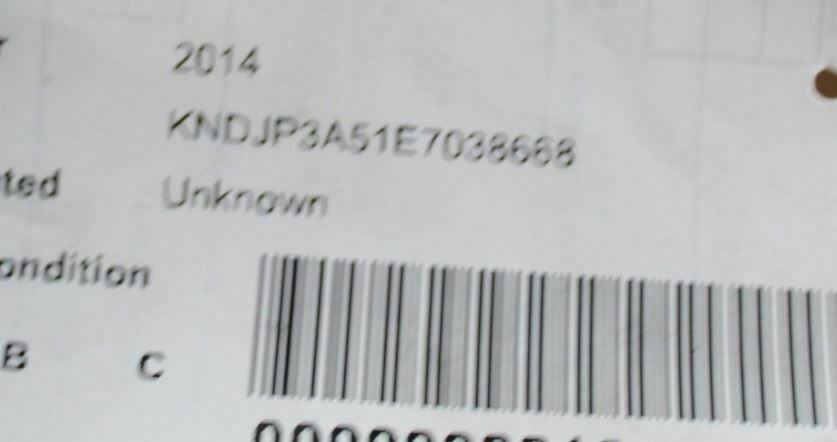 2014
KNDJP3A51E7038668
ted Unknown
ondition
B C